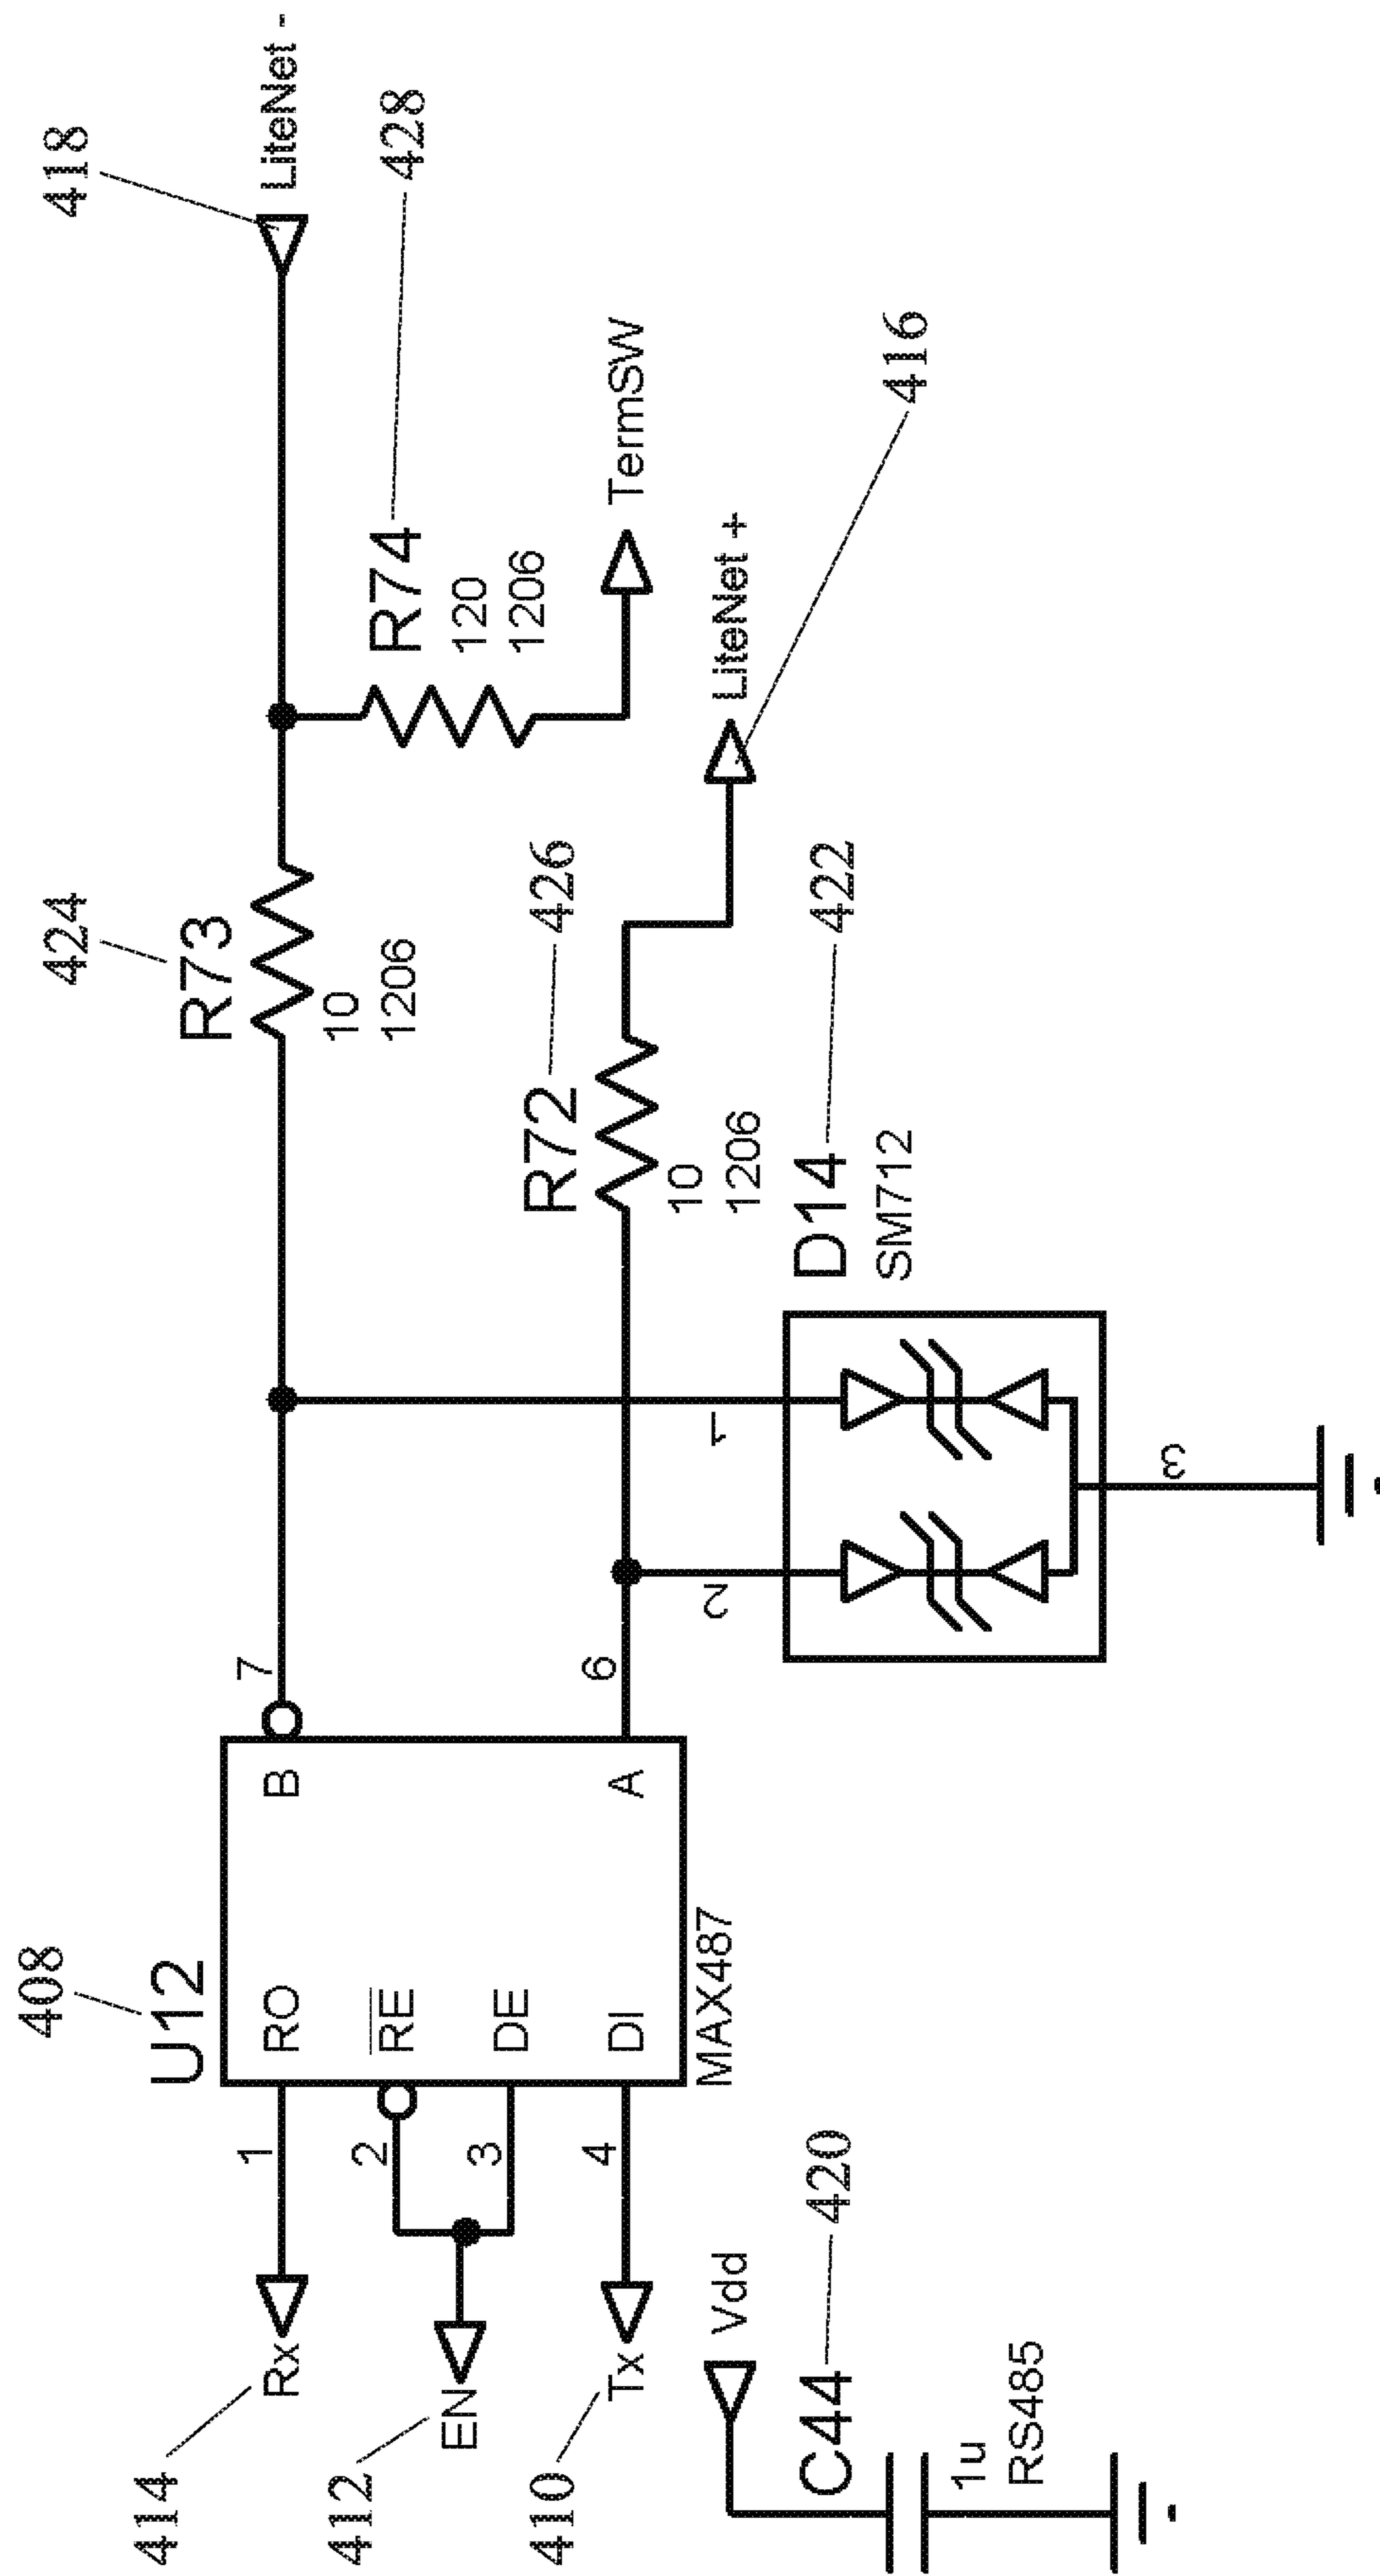 408
U12
424
R73
10
1206
418
LiteNet -
414
Rx
1
RO
B
7
412
EN
2
RE
3
DE
R74
428
120
1206
TermSW
410
Tx
4
DI
A
6
MAX487
R72
426
10
1206
LiteNet +
416
1
2
D14
422
SM712
3
Vdd
C44
420
1u
RS485